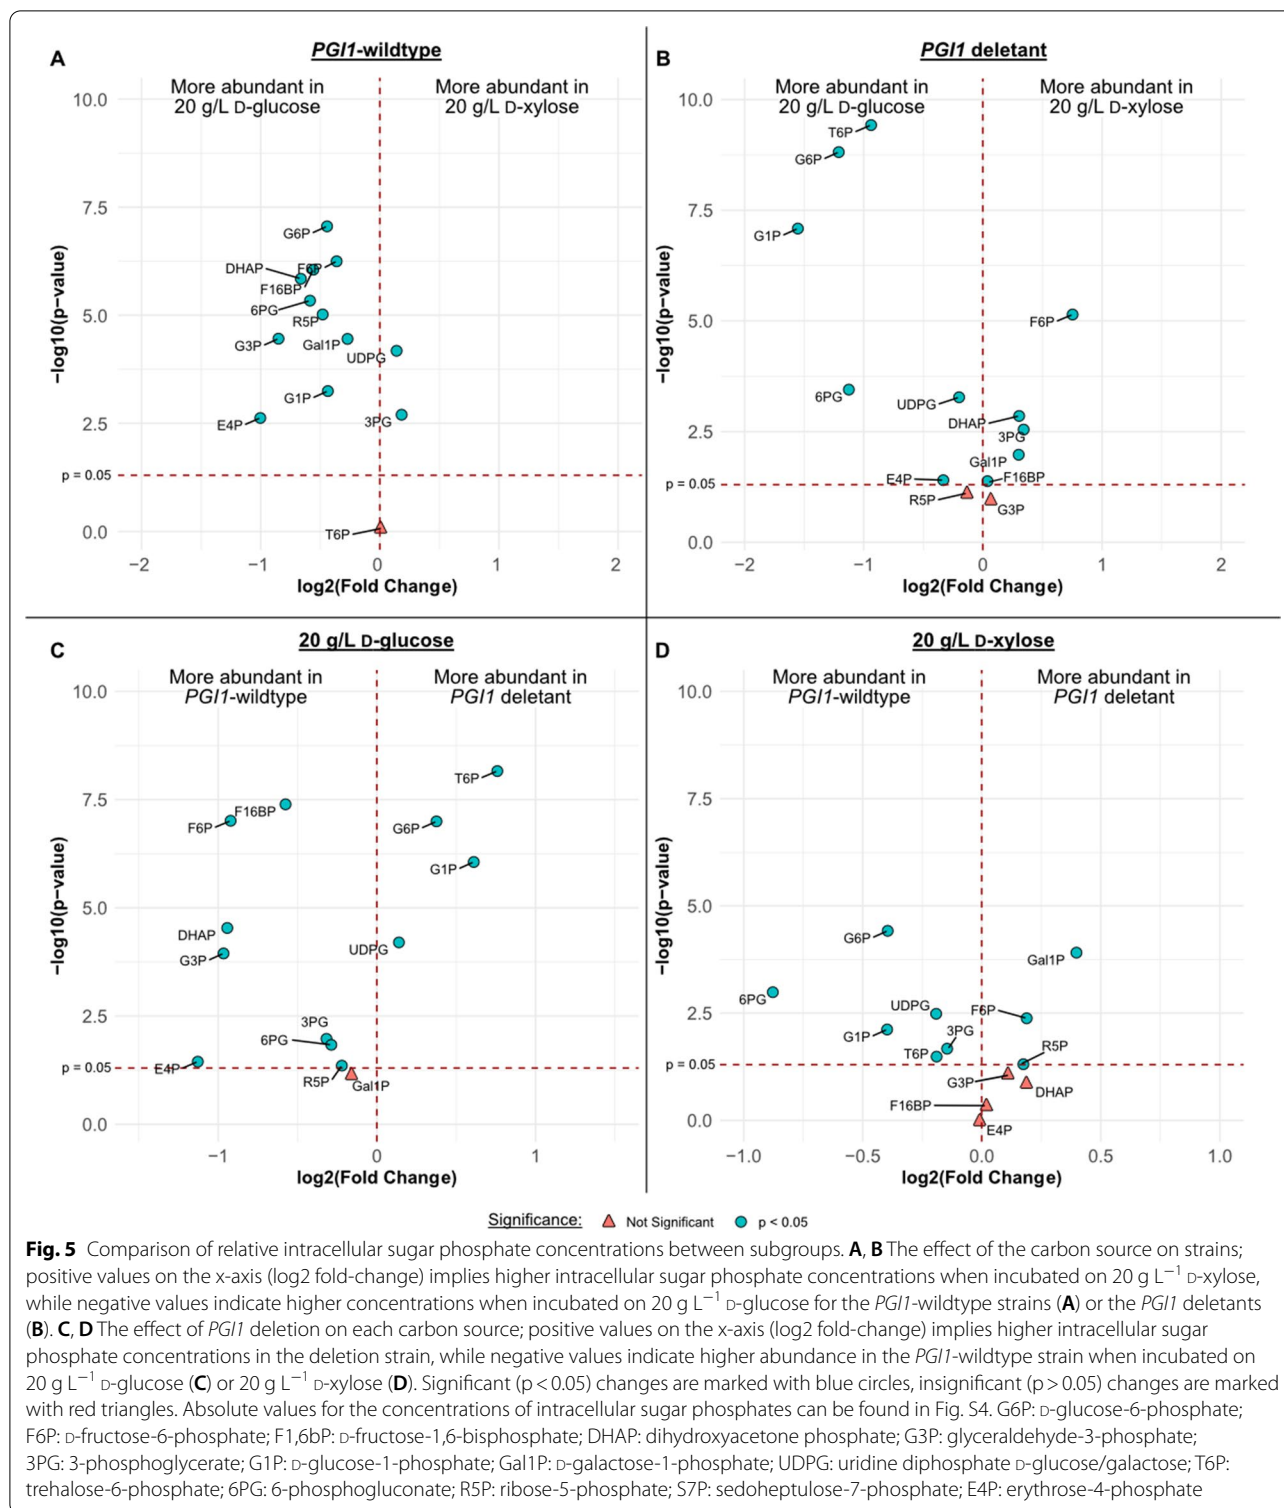 A
PGI1-wildtype
More abundant in
20 g/L D-glucose
More abundant in
20 g/L D-xylose
10.0
7.5
5.0
2.5
p = 0.05
0.0
−log10(p−value)
G6P
F6P
DHAP
F16BP
6PG
R5P
G3P
Gal1P
UDPG
G1P
E4P
3PG
T6P
−2
−1
0
1
2
log2(Fold Change)
B
PGI1 deletant
More abundant in
20 g/L D-glucose
More abundant in
20 g/L D-xylose
10.0
7.5
5.0
2.5
p = 0.05
0.0
−log10(p−value)
T6P
G6P
G1P
F6P
6PG
UDPG
DHAP
3PG
Gal1P
E4P
F16BP
R5P
G3P
−2
−1
0
1
2
log2(Fold Change)
C
20 g/L D-glucose
More abundant in
PGI1-wildtype
More abundant in
PGI1 deletant
10.0
7.5
5.0
2.5
p = 0.05
0.0
−log10(p−value)
T6P
F16BP
F6P
G6P
G1P
DHAP
UDPG
G3P
3PG
6PG
E4P
R5P
Gal1P
−1
0
1
log2(Fold Change)
D
20 g/L D-xylose
More abundant in
PGI1-wildtype
More abundant in
PGI1 deletant
10.0
7.5
5.0
2.5
p = 0.05
0.0
−log10(p−value)
G6P
Gal1P
6PG
UDPG
F6P
G1P
3PG
T6P
R5P
G3P
DHAP
F16BP
E4P
−1.0
−0.5
0.0
0.5
1.0
log2(Fold Change)
Significance: Not Significant p < 0.05
Fig. 5 Comparison of relative intracellular sugar phosphate concentrations between subgroups. A, B The effect of the carbon source on strains;
positive values on the x-axis (log2 fold-change) implies higher intracellular sugar phosphate concentrations when incubated on 20 g L⁻¹ D-xylose,
while negative values indicate higher concentrations when incubated on 20 g L⁻¹ D-glucose for the PGI1-wildtype strains (A) or the PGI1 deletants
(B). C, D The effect of PGI1 deletion on each carbon source; positive values on the x-axis (log2 fold-change) implies higher intracellular sugar
phosphate concentrations in the deletion strain, while negative values indicate higher abundance in the PGI1-wildtype strain when incubated on
20 g L⁻¹ D-glucose (C) or 20 g L⁻¹ D-xylose (D). Significant (p < 0.05) changes are marked with blue circles, insignificant (p > 0.05) changes are marked
with red triangles. Absolute values for the concentrations of intracellular sugar phosphates can be found in Fig. S4. G6P: D-glucose-6-phosphate;
F6P: D-fructose-6-phosphate; F1,6bP: D-fructose-1,6-bisphosphate; DHAP: dihydroxyacetone phosphate; G3P: glyceraldehyde-3-phosphate;
3PG: 3-phosphoglycerate; G1P: D-glucose-1-phosphate; Gal1P: D-galactose-1-phosphate; UDPG: uridine diphosphate D-glucose/galactose; T6P:
trehalose-6-phosphate; 6PG: 6-phosphogluconate; R5P: ribose-5-phosphate; S7P: sedoheptulose-7-phosphate; E4P: erythrose-4-phosphate